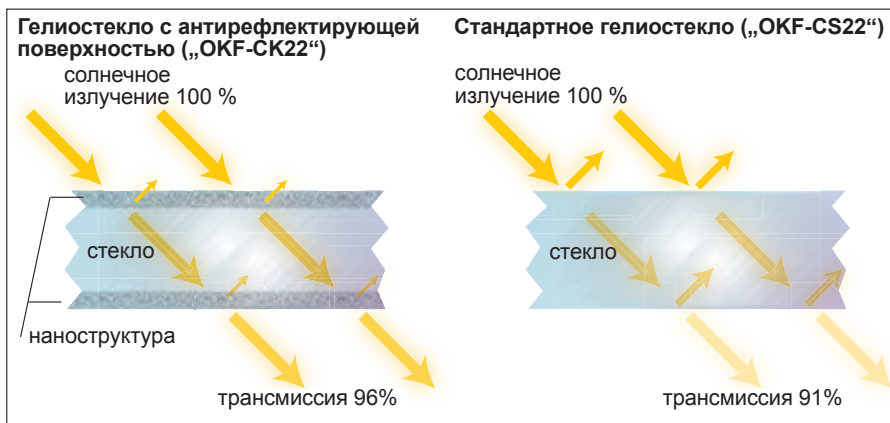 Гелиостекло с антирефлектирующей
поверхностью („OKF-CK22“)
солнечное
излучение 100 %
стекло
наноструктура
трансмиссия 96%
Стандартное гелиостекло („OKF-CS22“)
солнечное
излучение 100 %
стекло
трансмиссия 91%